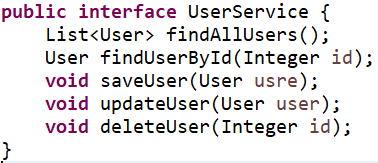 public interface UserService {
    List<User> findAllUsers();
    User findUserById(Integer id);
    void saveUser(User usre);
    void updateUser(User user);
    void deleteUser(Integer id);
}